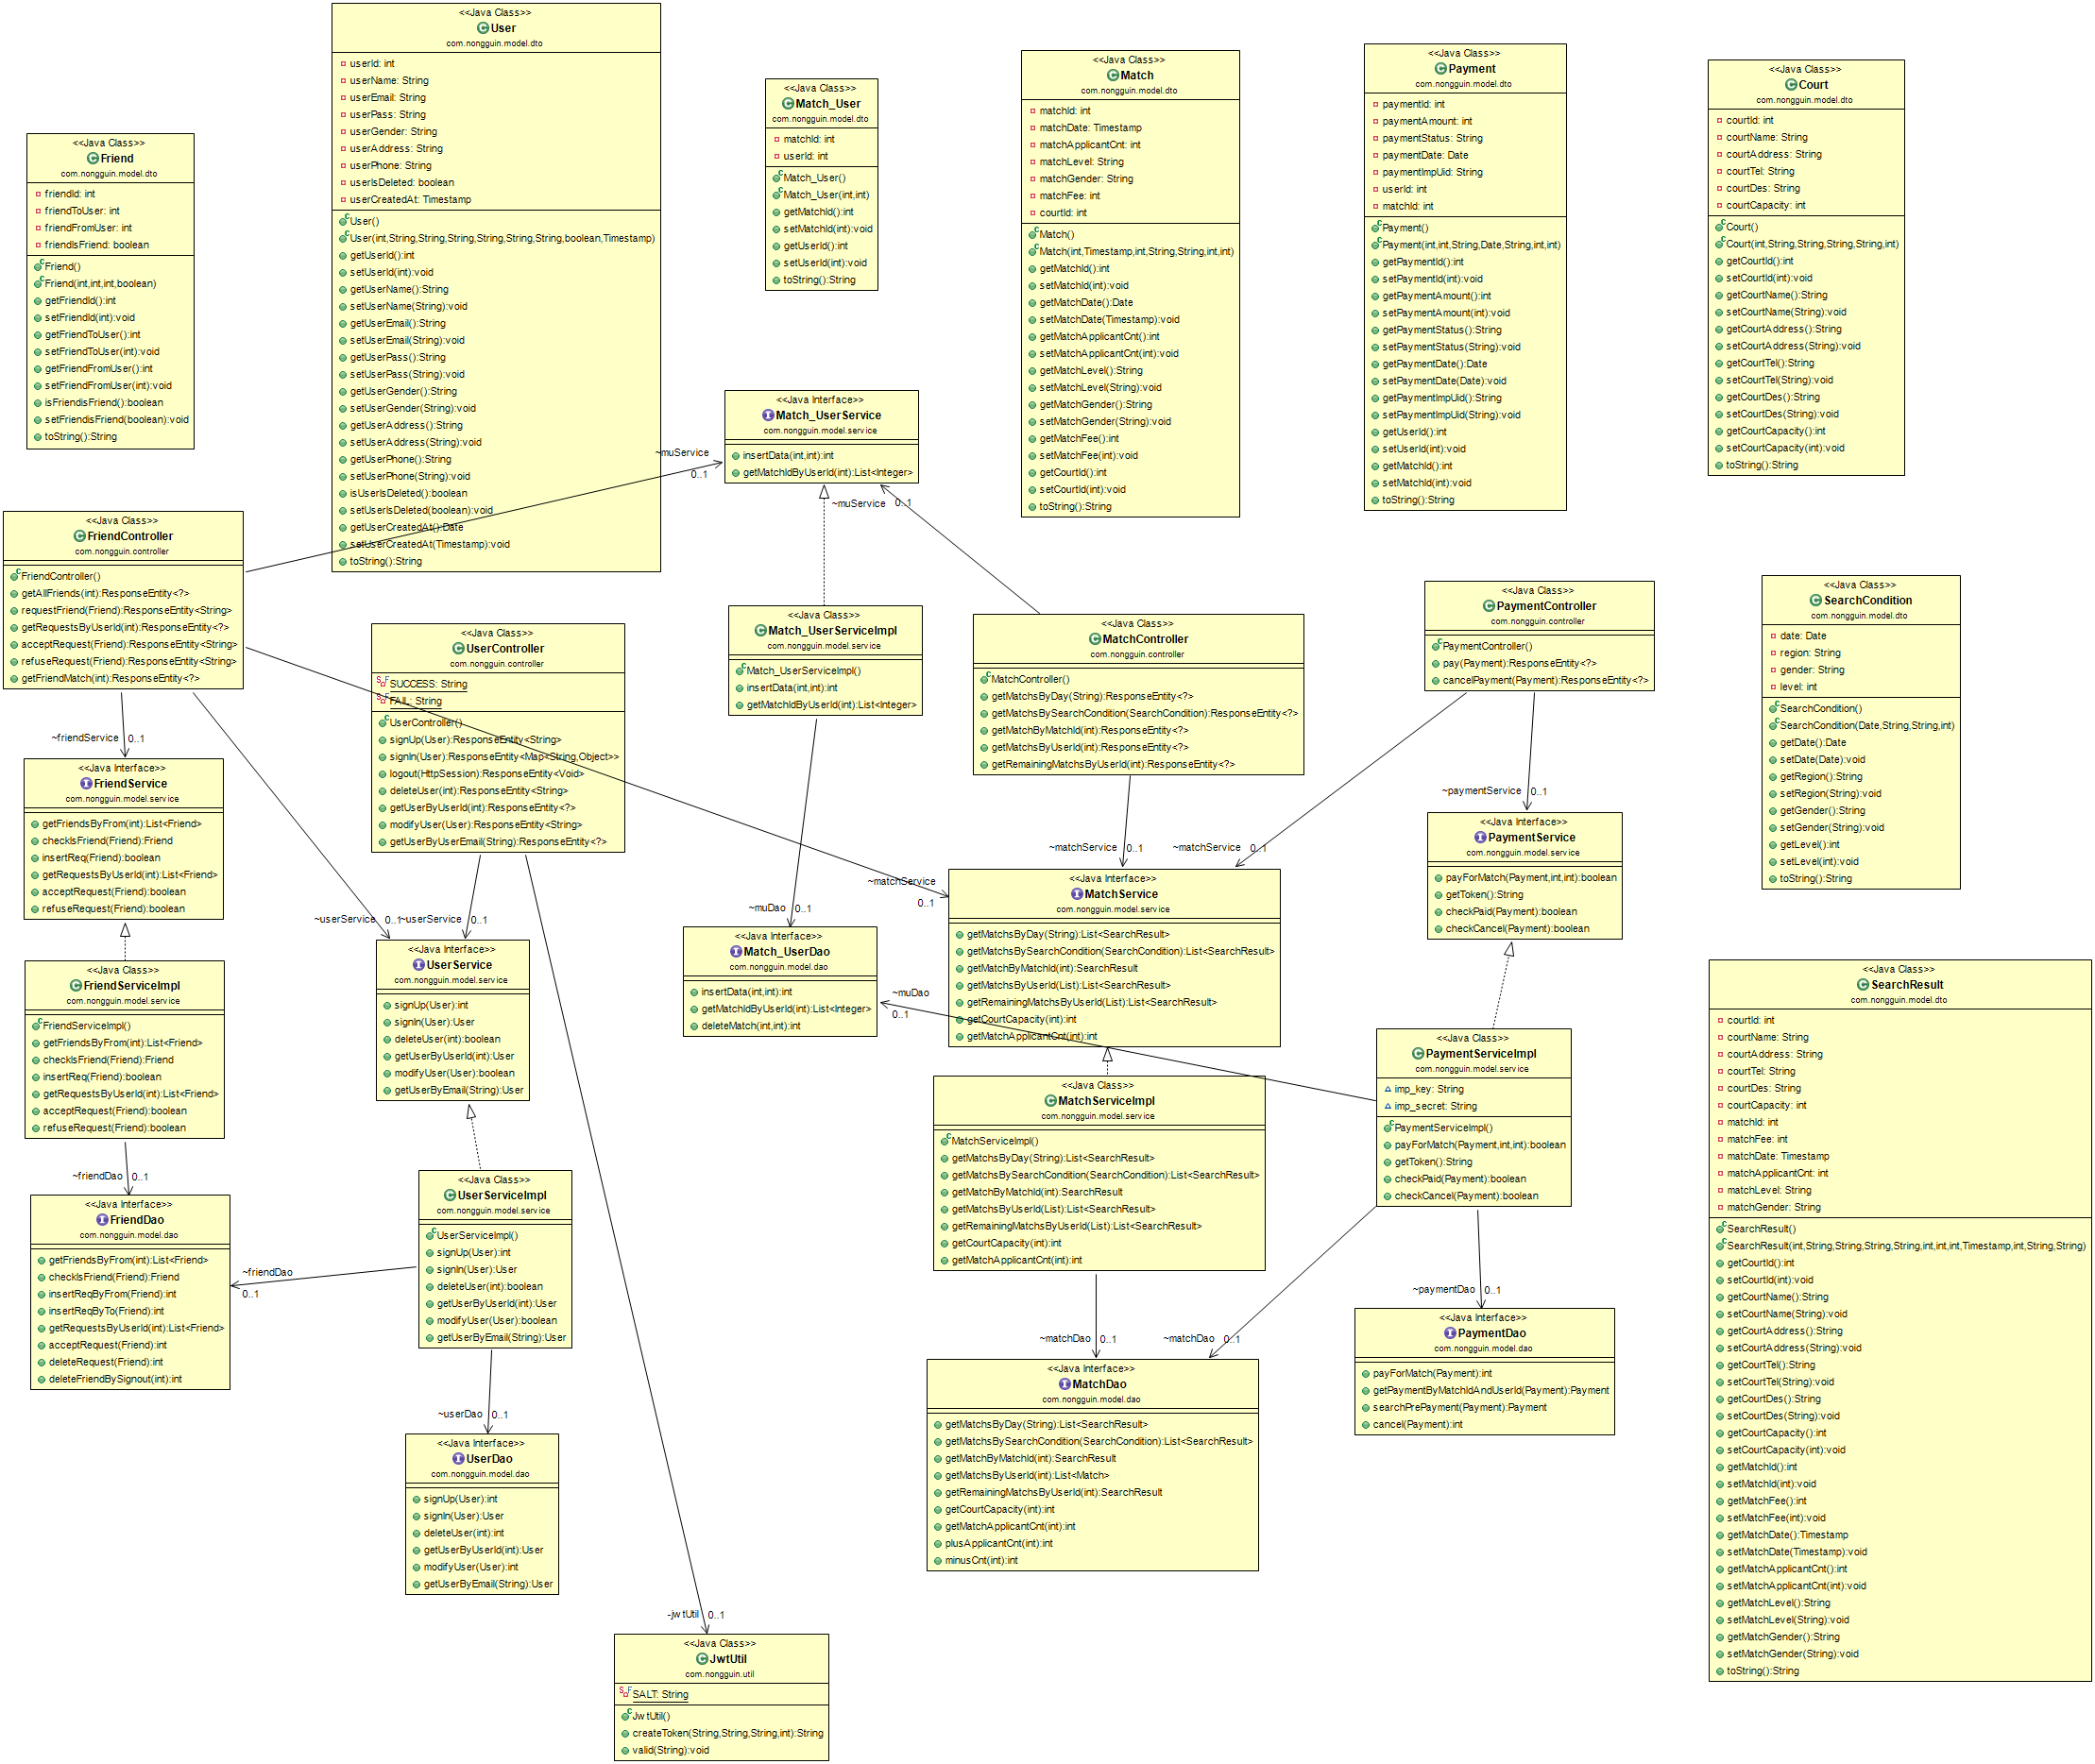 <<Java Class>>
User
com.nongguin.model.dto
userId: int
userName: String
userEmail: String
userPass: String
userGender: String
userAddress: String
userPhone: String
userIsDeleted: boolean
userCreatedAt: Timestamp
User()
User(int,String,String,String,String,String,String,boolean,Timestamp)
getUserId():int
setUserId(int):void
getUserName():String
setUserName(String):void
getUserEmail():String
setUserEmail(String):void
getUserPass():String
setUserPass(String):void
getUserGender():String
setUserGender(String):void
getUserAddress():String
setUserAddress(String):void
getUserPhone():String
setUserPhone(String):void
isUserIsDeleted():boolean
setUserIsDeleted(boolean):void
getUserCreatedAt():Date
setUserCreatedAt(Timestamp):void
toString():String
<<Java Class>>
Match_User
com.nongguin.model.dto
matchId: int
userId: int
Match_User()
Match_User(int,int)
getMatchId():int
setMatchId(int):void
getUserId():int
setUserId(int):void
toString():String
<<Java Class>>
Match
com.nongguin.model.dto
matchId: int
matchDate: Timestamp
matchApplicantCnt: int
matchLevel: String
matchGender: String
matchFee: int
courtId: int
Match()
Match(int,Timestamp,int,String,String,int,int)
getMatchId():int
setMatchId(int):void
getMatchDate():Date
setMatchDate(Timestamp):void
getMatchApplicantCnt():int
setMatchApplicantCnt(int):void
getMatchLevel():String
setMatchLevel(String):void
getMatchGender():String
setMatchGender(String):void
getMatchFee():int
setMatchFee(int):void
getCourtId():int
setCourtId(int):void
toString():String
<<Java Class>>
Payment
com.nongguin.model.dto
paymentId: int
paymentAmount: int
paymentStatus: String
paymentDate: Date
paymentImpUid: String
userId: int
matchId: int
Payment()
Payment(int,int,String,Date,String,int,int)
getPaymentId():int
setPaymentId(int):void
getPaymentAmount():int
setPaymentAmount(int):void
getPaymentStatus():String
setPaymentStatus(String):void
getPaymentDate():Date
setPaymentDate(Date):void
getPaymentImpUid():String
setPaymentImpUid(String):void
getUserId():int
setUserId(int):void
getMatchId():int
setMatchId(int):void
toString():String
<<Java Class>>
Court
com.nongguin.model.dto
courtId: int
courtName: String
courtAddress: String
courtTel: String
courtDes: String
courtCapacity: int
Court()
Court(int,String,String,String,String,int)
getCourtId():int
setCourtId(int):void
getCourtName():String
setCourtName(String):void
getCourtAddress():String
setCourtAddress(String):void
getCourtTel():String
setCourtTel(String):void
getCourtDes():String
setCourtDes(String):void
getCourtCapacity():int
setCourtCapacity(int):void
toString():String
<<Java Class>>
Friend
com.nongguin.model.dto
friendId: int
friendToUser: int
friendFromUser: int
friendIsFriend: boolean
Friend()
Friend(int,int,int,boolean)
getFriendId():int
setFriendId(int):void
getFriendToUser():int
setFriendToUser(int):void
getFriendFromUser():int
setFriendFromUser(int):void
isFriendisFriend():boolean
setFriendisFriend(boolean):void
toString():String
<<Java Interface>>
Match_UserService
com.nongguin.model.service
insertData(int,int):int
getMatchIdByUserId(int):List<Integer>
~muService
0..1
~muService
0..1
<<Java Class>>
FriendController
com.nongguin.controller
FriendController()
getAllFriends(int):ResponseEntity<?>
requestFriend(Friend):ResponseEntity<String>
getRequestsByUserId(int):ResponseEntity<?>
acceptRequest(Friend):ResponseEntity<String>
refuseRequest(Friend):ResponseEntity<String>
getFriendMatch(int):ResponseEntity<?>
<<Java Class>>
UserController
com.nongguin.controller
SUCCESS: String
FAIL: String
UserController()
signUp(User):ResponseEntity<String>
signIn(User):ResponseEntity<Map<String,Object>>
logout(HttpSession):ResponseEntity<Void>
deleteUser(int):ResponseEntity<String>
getUserByUserId(int):ResponseEntity<?>
modifyUser(User):ResponseEntity<String>
getUserByUserEmail(String):ResponseEntity<?>
<<Java Class>>
Match_UserServiceImpl
com.nongguin.model.service
Match_UserServiceImpl()
insertData(int,int):int
getMatchIdByUserId(int):List<Integer>
<<Java Class>>
MatchController
com.nongguin.controller
MatchController()
getMatchsByDay(String):ResponseEntity<?>
getMatchsBySearchCondition(SearchCondition):ResponseEntity<?>
getMatchByMatchId(int):ResponseEntity<?>
getMatchsByUserId(int):ResponseEntity<?>
getRemainingMatchsByUserId(int):ResponseEntity<?>
<<Java Class>>
PaymentController
com.nongguin.controller
PaymentController()
pay(Payment):ResponseEntity<?>
cancelPayment(Payment):ResponseEntity<?>
<<Java Class>>
SearchCondition
com.nongguin.model.dto
date: Date
region: String
gender: String
level: int
SearchCondition()
SearchCondition(Date,String,String,int)
getDate():Date
setDate(Date):void
getRegion():String
setRegion(String):void
getGender():String
setGender(String):void
getLevel():int
setLevel(int):void
toString():String
~friendService
0..1
<<Java Interface>>
FriendService
com.nongguin.model.service
getFriendsByFrom(int):List<Friend>
checkIsFriend(Friend):Friend
insertReq(Friend):boolean
getRequestsByUserId(int):List<Friend>
acceptRequest(Friend):boolean
refuseRequest(Friend):boolean
~userService
0..1
~userService
0..1
<<Java Interface>>
UserService
com.nongguin.model.service
signUp(User):int
signIn(User):User
deleteUser(int):boolean
getUserByUserId(int):User
modifyUser(User):boolean
getUserByEmail(String):User
~muDao
0..1
<<Java Interface>>
Match_UserDao
com.nongguin.model.dao
insertData(int,int):int
getMatchIdByUserId(int):List<Integer>
deleteMatch(int,int):int
~muDao
0..1
~matchService
0..1
~matchService
0..1
~matchService
0..1
<<Java Interface>>
MatchService
com.nongguin.model.service
getMatchsByDay(String):List<SearchResult>
getMatchsBySearchCondition(SearchCondition):List<SearchResult>
getMatchByMatchId(int):SearchResult
getMatchsByUserId(List):List<SearchResult>
getRemainingMatchsByUserId(List):List<SearchResult>
getCourtCapacity(int):int
getMatchApplicantCnt(int):int
~paymentService
0..1
<<Java Interface>>
PaymentService
com.nongguin.model.service
payForMatch(Payment,int,int):boolean
getToken():String
checkPaid(Payment):boolean
checkCancel(Payment):boolean
<<Java Class>>
FriendServiceImpl
com.nongguin.model.service
FriendServiceImpl()
getFriendsByFrom(int):List<Friend>
checkIsFriend(Friend):Friend
insertReq(Friend):boolean
getRequestsByUserId(int):List<Friend>
acceptRequest(Friend):boolean
refuseRequest(Friend):boolean
~friendDao
0..1
<<Java Interface>>
FriendDao
com.nongguin.model.dao
getFriendsByFrom(int):List<Friend>
checkIsFriend(Friend):Friend
insertReqByFrom(Friend):int
insertReqByTo(Friend):int
getRequestsByUserId(int):List<Friend>
acceptRequest(Friend):int
deleteRequest(Friend):int
deleteFriendBySignout(int):int
~friendDao
0..1
<<Java Class>>
UserServiceImpl
com.nongguin.model.service
UserServiceImpl()
signUp(User):int
signIn(User):User
deleteUser(int):boolean
getUserByUserId(int):User
modifyUser(User):boolean
getUserByEmail(String):User
~userDao
0..1
<<Java Interface>>
UserDao
com.nongguin.model.dao
signUp(User):int
signIn(User):User
deleteUser(int):int
getUserByUserId(int):User
modifyUser(User):int
getUserByEmail(String):User
<<Java Class>>
MatchServiceImpl
com.nongguin.model.service
MatchServiceImpl()
getMatchsByDay(String):List<SearchResult>
getMatchsBySearchCondition(SearchCondition):List<SearchResult>
getMatchByMatchId(int):SearchResult
getMatchsByUserId(List):List<SearchResult>
getRemainingMatchsByUserId(List):List<SearchResult>
getCourtCapacity(int):int
getMatchApplicantCnt(int):int
<<Java Class>>
PaymentServiceImpl
com.nongguin.model.service
imp_key: String
imp_secret: String
PaymentServiceImpl()
payForMatch(Payment,int,int):boolean
getToken():String
checkPaid(Payment):boolean
checkCancel(Payment):boolean
~matchDao
0..1
~matchDao
0..1
<<Java Interface>>
MatchDao
com.nongguin.model.dao
getMatchsByDay(String):List<SearchResult>
getMatchsBySearchCondition(SearchCondition):List<SearchResult>
getMatchByMatchId(int):SearchResult
getMatchsByUserId(int):List<Match>
getRemainingMatchsByUserId(int):SearchResult
getCourtCapacity(int):int
getMatchApplicantCnt(int):int
plusApplicantCnt(int):int
minusCnt(int):int
~paymentDao
0..1
<<Java Interface>>
PaymentDao
com.nongguin.model.dao
payForMatch(Payment):int
getPaymentByMatchIdAndUserId(Payment):Payment
searchPrePayment(Payment):Payment
cancel(Payment):int
<<Java Class>>
SearchResult
com.nongguin.model.dto
courtId: int
courtName: String
courtAddress: String
courtTel: String
courtDes: String
courtCapacity: int
matchId: int
matchFee: int
matchDate: Timestamp
matchApplicantCnt: int
matchLevel: String
matchGender: String
SearchResult()
SearchResult(int,String,String,String,String,int,int,int,Timestamp,int,String,String)
getCourtId():int
setCourtId(int):void
getCourtName():String
setCourtName(String):void
getCourtAddress():String
setCourtAddress(String):void
getCourtTel():String
setCourtTel(String):void
getCourtDes():String
setCourtDes(String):void
getCourtCapacity():int
setCourtCapacity(int):void
getMatchId():int
setMatchId(int):void
getMatchFee():int
setMatchFee(int):void
getMatchDate():Timestamp
setMatchDate(Timestamp):void
getMatchApplicantCnt():int
setMatchApplicantCnt(int):void
getMatchLevel():String
setMatchLevel(String):void
getMatchGender():String
setMatchGender(String):void
toString():String
-jwtUtil
0..1
<<Java Class>>
JwtUtil
com.nongguin.util
SALT: String
JwtUtil()
createToken(String,String,String,int):String
valid(String):void